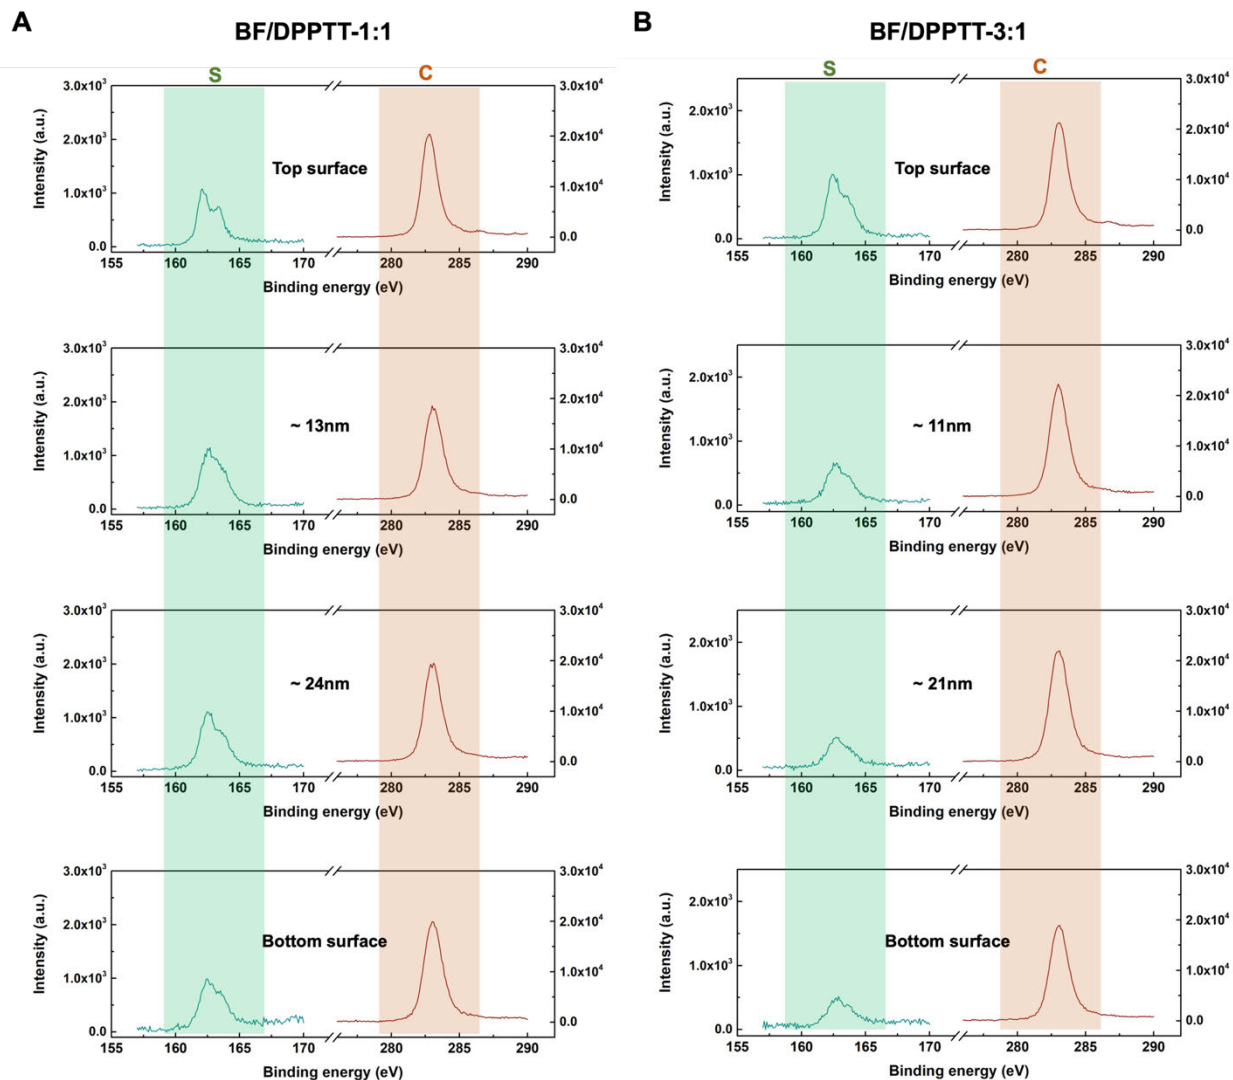 A
BF/DPPTT-1:1
S
C
3.0x10³
2.0x10³
1.0x10³
0.0
Intensity (a.u.)
Top surface
3.0x10⁴
2.0x10⁴
1.0x10⁴
0.0
155 160 165 170 280 285 290
Binding energy (eV)
3.0x10³
2.0x10³
1.0x10³
0.0
Intensity (a.u.)
~ 13nm
3.0x10⁴
2.0x10⁴
1.0x10⁴
0.0
155 160 165 170 280 285 290
Binding energy (eV)
3.0x10³
2.0x10³
1.0x10³
0.0
Intensity (a.u.)
~ 24nm
3.0x10⁴
2.0x10⁴
1.0x10⁴
0.0
155 160 165 170 280 285 290
Binding energy (eV)
3.0x10³
2.0x10³
1.0x10³
0.0
Intensity (a.u.)
Bottom surface
3.0x10⁴
2.0x10⁴
1.0x10⁴
0.0
155 160 165 170 280 285 290
Binding energy (eV)
B
BF/DPPTT-3:1
S
C
2.0x10³
1.0x10³
0.0
Intensity (a.u.)
Top surface
3.0x10⁴
2.0x10⁴
1.0x10⁴
0.0
155 160 165 170 280 285 290
Binding energy (eV)
2.0x10³
1.0x10³
0.0
Intensity (a.u.)
~ 11nm
3.0x10⁴
2.0x10⁴
1.0x10⁴
0.0
155 160 165 170 280 285 290
Binding energy (eV)
2.0x10³
1.0x10³
0.0
Intensity (a.u.)
~ 21nm
3.0x10⁴
2.0x10⁴
1.0x10⁴
0.0
155 160 165 170 280 285 290
Binding energy (eV)
2.0x10³
1.0x10³
0.0
Intensity (a.u.)
Bottom surface
3.0x10⁴
2.0x10⁴
1.0x10⁴
0.0
155 160 165 170 280 285 290
Binding energy (eV)